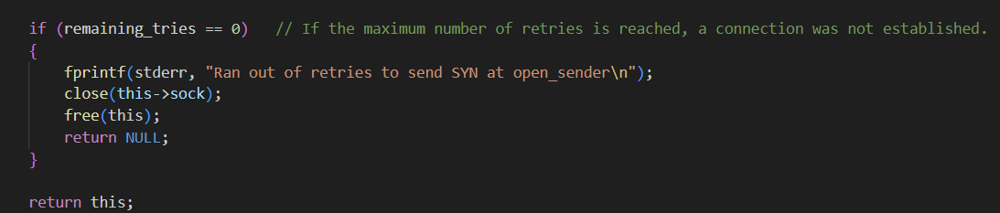 if (remaining_tries == 0)   // If the maximum number of retries is reached, a connection was not established.
{
    fprintf(stderr, "Ran out of retries to send SYN at open_sender\n");
    close(this->sock);
    free(this);
    return NULL;
}

return this;